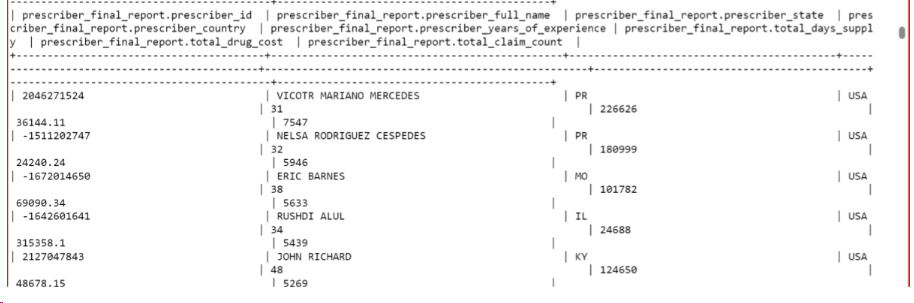 | prescriber_final_report.prescriber_id | prescriber_final_report.prescriber_full_name | prescriber_final_report.prescriber_state | pres
criber_final_report.prescriber_country | prescriber_final_report.prescriber_years_of_experience | prescriber_final_report.total_days_suppl
y | prescriber_final_report.total_drug_cost | prescriber_final_report.total_claim_count |
| 2046271524 | VICOTR MARIANO MERCEDES | PR | USA
| 31 | 226626 |
36144.11 | 7547 |
| -1511202747 | NELSA RODRIGUEZ CESPEDES | PR | USA
| 32 | 180999 |
24240.24 | 5946 |
| -1672014650 | ERIC BARNES | MO | USA
| 38 | 101782 |
69090.34 | 5633 |
| -1642601641 | RUSHDI ALUL | IL | USA
| 34 | 24688 |
315358.1 | 5439 |
| 2127047843 | JOHN RICHARD | KY | USA
| 48 | 124650 |
48678.15 | 5269 |